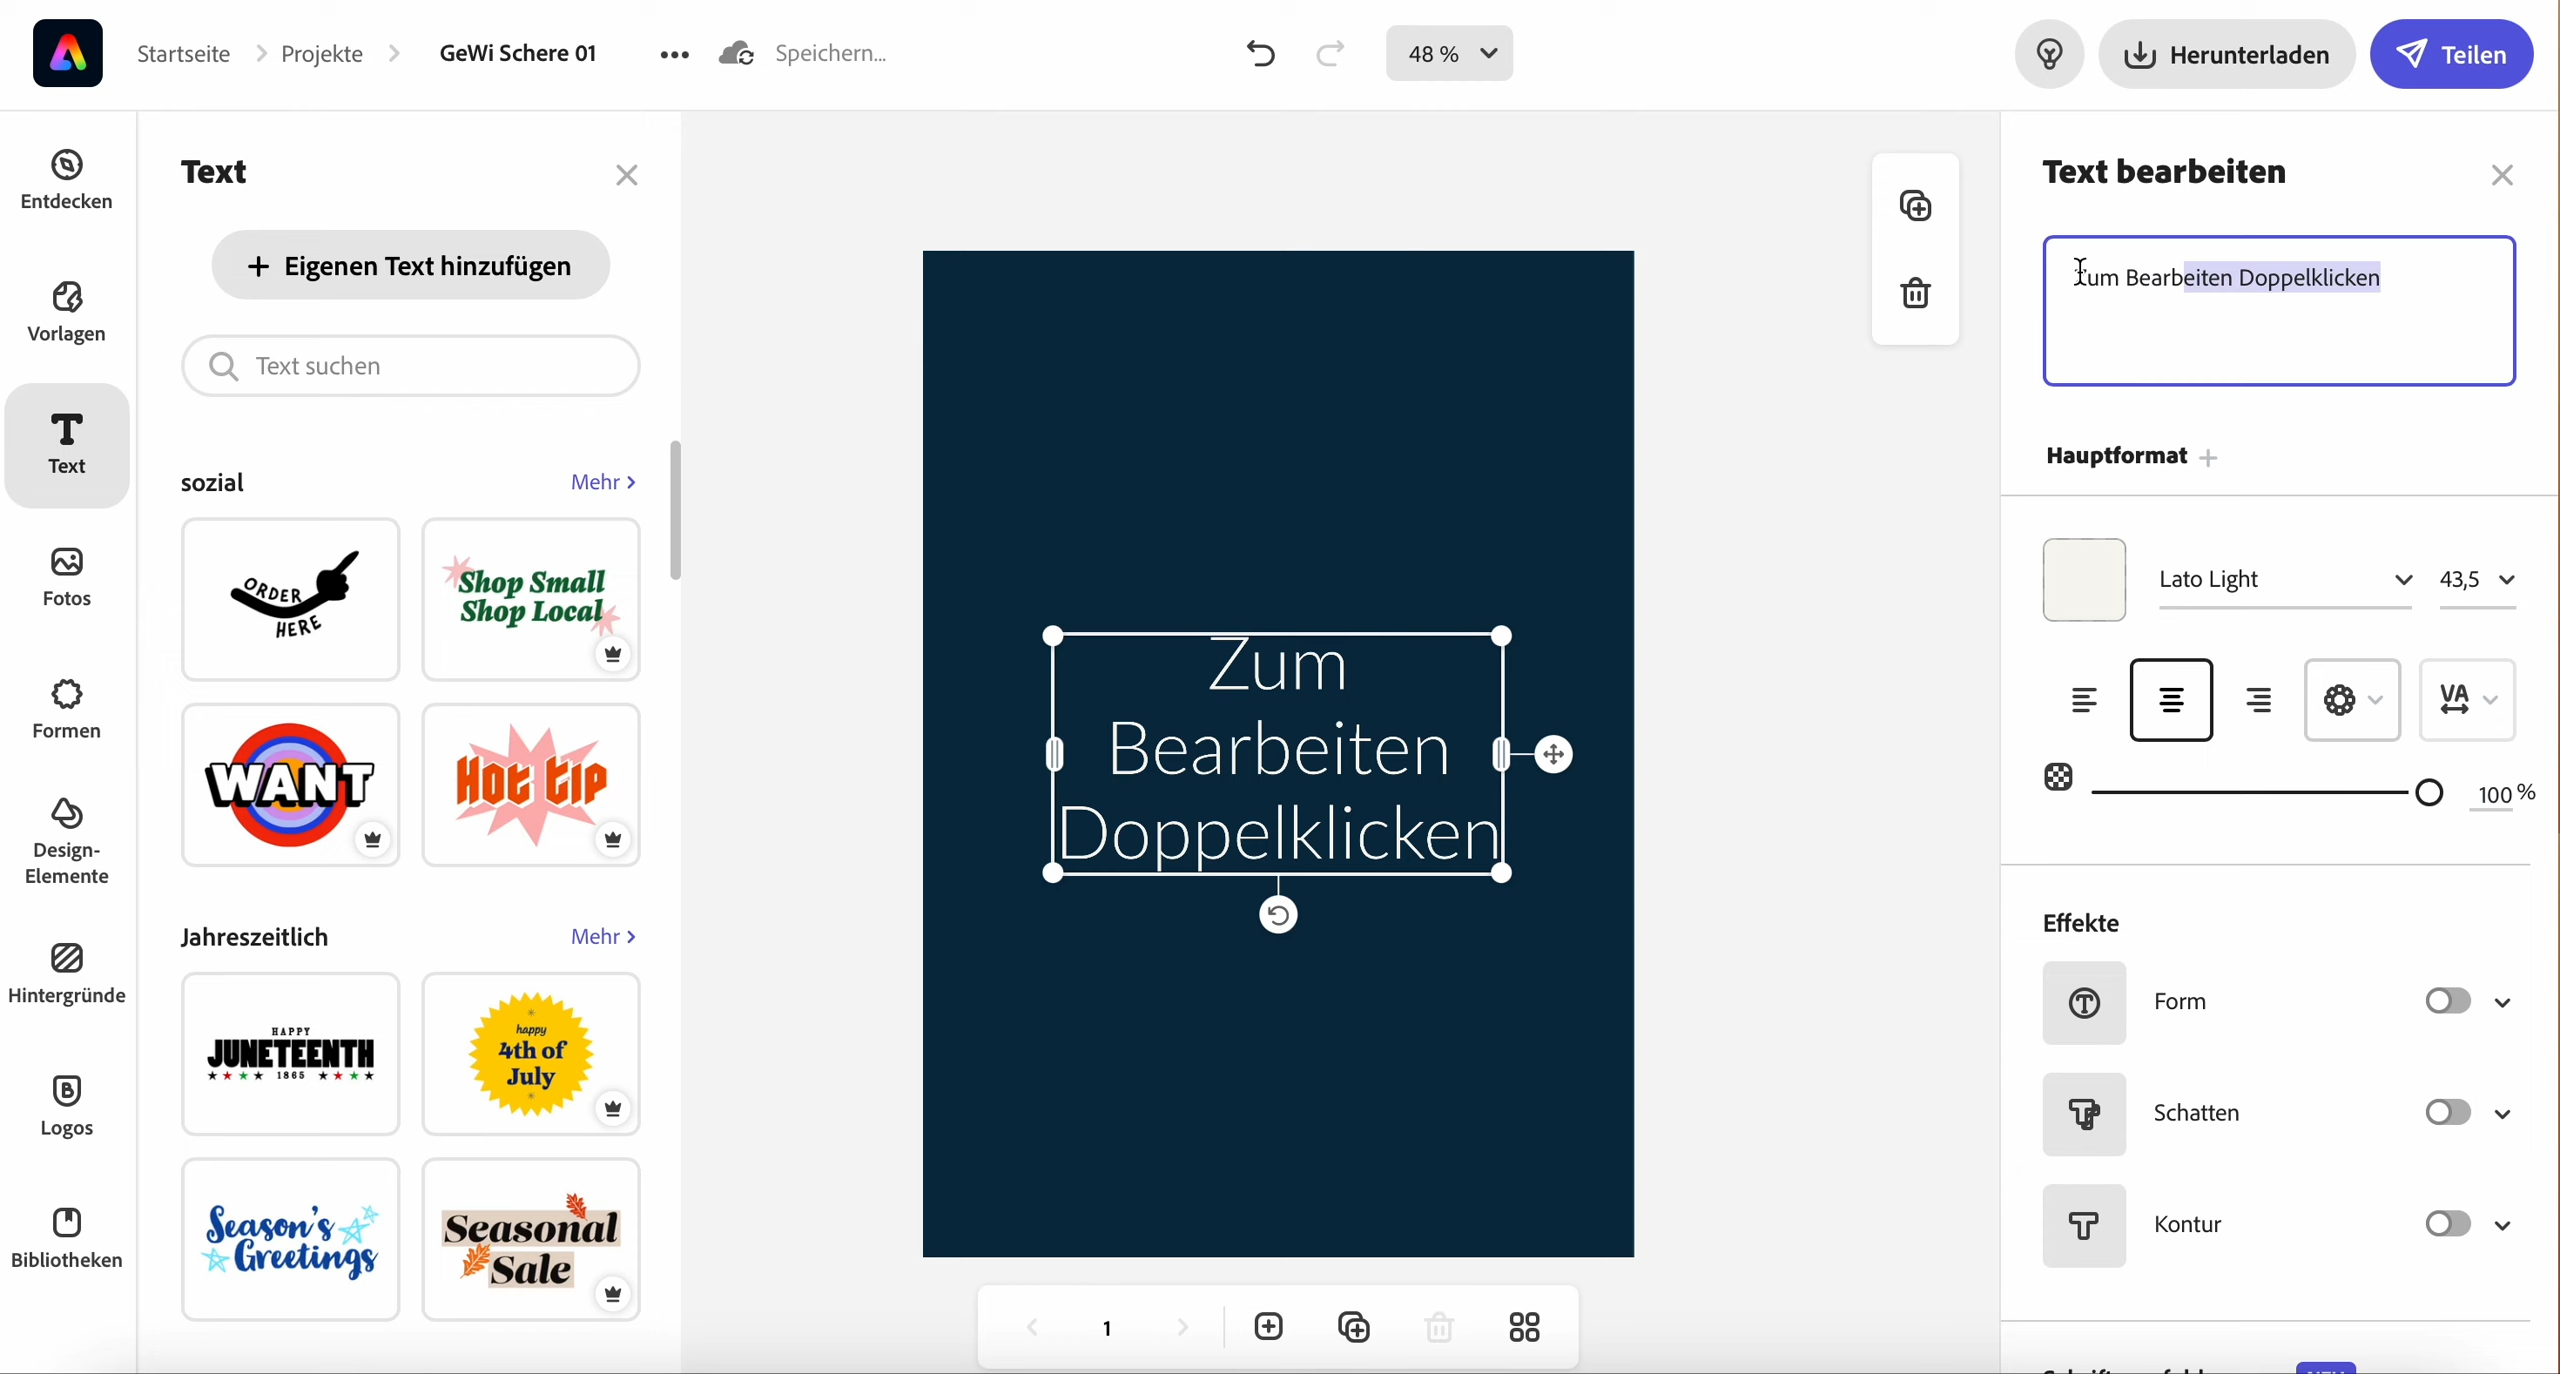 Startseite
Projekte
GeWi Schere 01
Speichern...
48 %
Herunterladen
Teilen
Entdecken
Vorlagen
Text
Fotos
Formen
Design-
Elemente
Hintergründe
Logos
Bibliotheken
Text
Eigenen Text hinzufügen
Text suchen
sozial
Mehr
ORDER
HERE
Shop Small
Shop Local
WANT
Hot tip
Jahreszeitlich
Mehr
HAPPY
JUNETEENTH
1865
happy
4th of
July
Season's
Greetings
Seasonal
Sale
Zum
Bearbeiten
Doppelklicken
1
Text bearbeiten
Zum Bearbeiten Doppelklicken
Hauptformat
Lato Light
43,5
VA
100 %
Effekte
Form
Schatten
Kontur